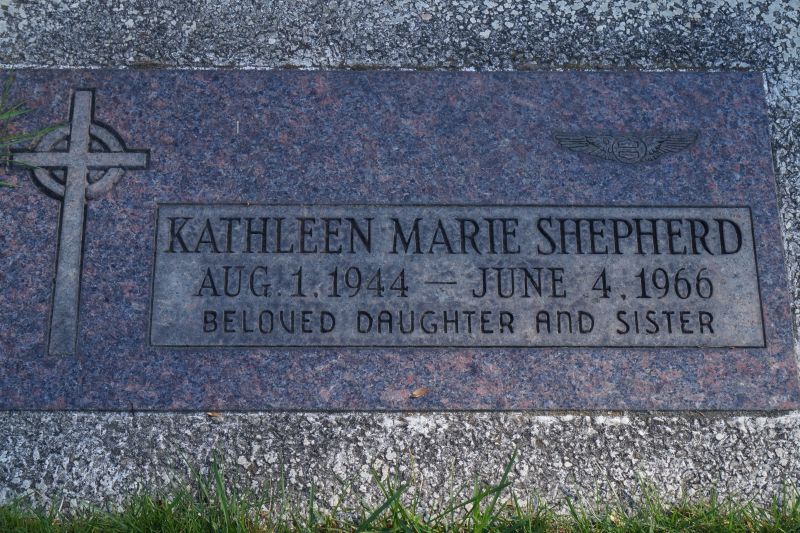 KATHLEEN MARIE SHEPHERD
AUG. 1, 1944 — JUNE 4, 1966
BELOVED DAUGHTER AND SISTER